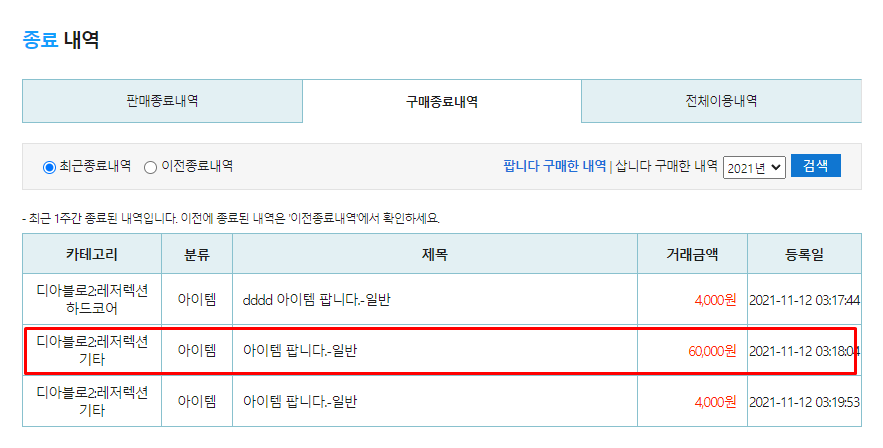 종료 내역
판매종료내역 구매종료내역 전체이용내역
최근종료내역 이전종료내역 팝니다 구매한 내역 | 삽니다 구매한 내역 2021년 검색
- 최근 1주간 종료된 내역입니다. 이전에 종료된 내역은 '이전종료내역'에서 확인하세요.
카테고리 분류 제목 거래금액 등록일
디아블로2:레저렉션
하드코어 아이템 dddd 아이템 팝니다.-일반 4,000원 2021-11-12 03:17:44
디아블로2:레저렉션
기타 아이템 아이템 팝니다.-일반 60,000원 2021-11-12 03:18:04
디아블로2:레저렉션
기타 아이템 아이템 팝니다.-일반 4,000원 2021-11-12 03:19:53